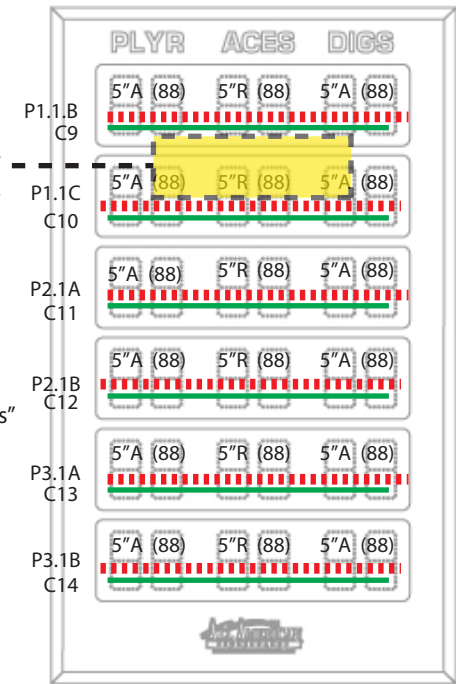 PLYR ACES DIGS
5"A (88) 5"R (88) 5"A (88)
P1.1.B
C9
5"A (88) 5"R (88) 5"A (88)
P1.1C
C10
5"A (88) 5"R (88) 5"A (88)
P2.1A
C11
5"A (88) 5"R (88) 5"A (88)
P2.1B
C12
s"
5"A (88) 5"R (88) 5"A (88)
P3.1A
C13
5"A (88) 5"R (88) 5"A (88)
P3.1B
C14
All American